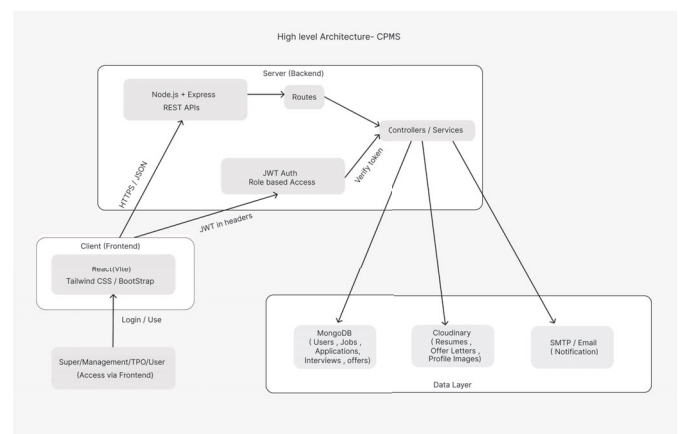 High level Architecture- CPMS
Server (Backend)
Node.js + Express
REST APIs
Routes
Controllers / Services
JWT Auth
Role based Access
Verify token
HTTPS / JSON
JWT in headers
Client (Frontend)
React(Vite)
Tailwind CSS / BootStrap
Login / Use
Super/Management/TPO/User
(Access via Frontend)
MongoDB
( Users , Jobs ,
Applications,
Interviews , offers)
Cloudinary
( Resumes ,
Offer Letters ,
Profile Images)
SMTP / Email
( Notification)
Data Layer